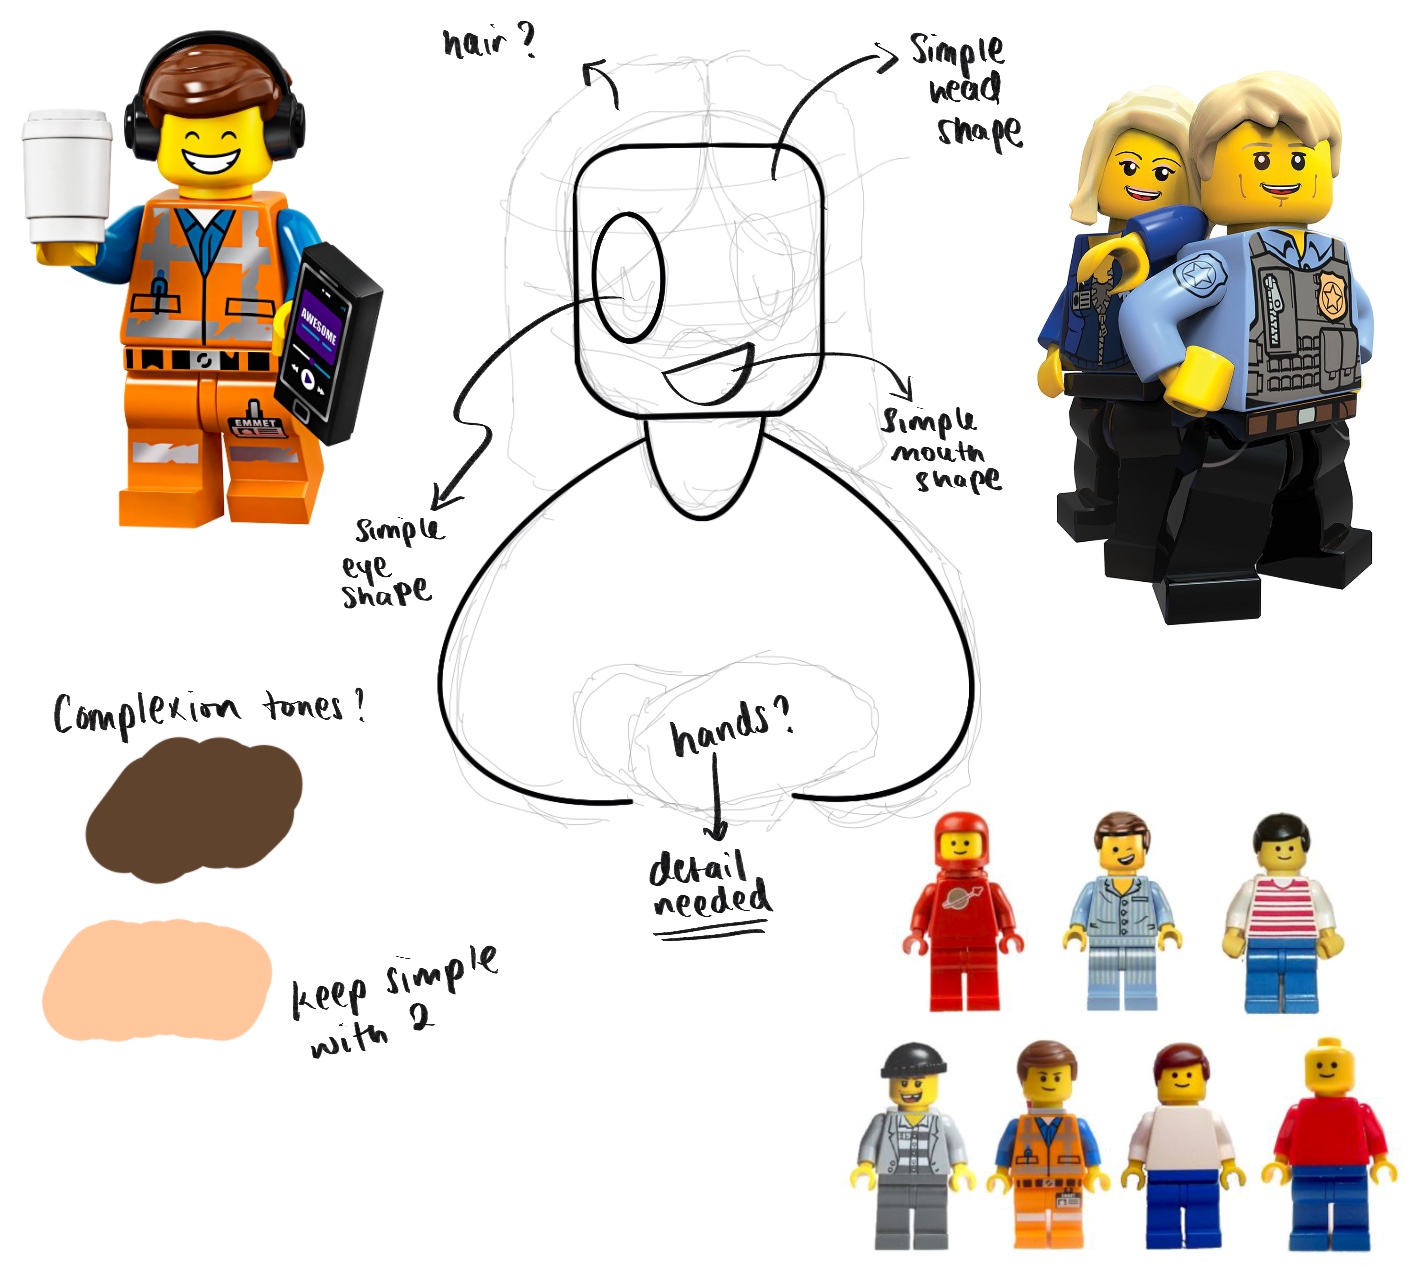 hair?
Simple
head
shape
AWESOME
EMMET
simple
mouth
shape
simple
eye
shape
Complexion tones?
hands?
detail
needed
keep simple
with 2